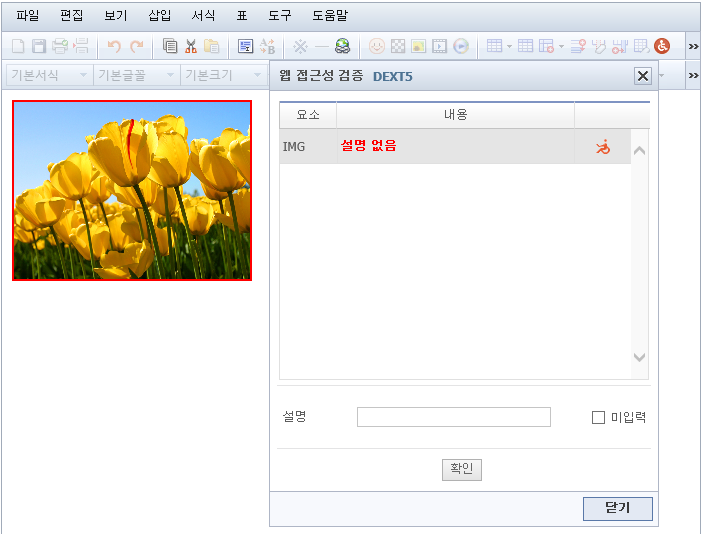 파일 편집 보기 삽입 서식 표 도구 도움말
기본서식 기본글꼴 기본크기
웹 접근성 검증 DEXT5
요소 내용
IMG 설명 없음
설명 미입력
확인
닫기